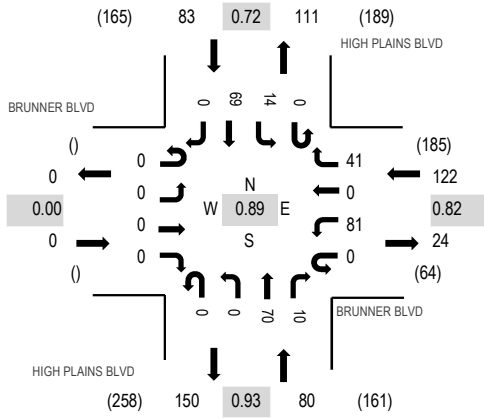 (165) 83 0.72 111 (189)
HIGH PLAINS BLVD
0 69 14 0
BRUNNER BLVD
() (185)
0 0 41 122
0 0
N
0.00 W 0.89 E 0.82
S
0 81
0 0 0 24
() (64)
0 0 70 10
BRUNNER BLVD
HIGH PLAINS BLVD
(258) 150 0.93 80 (161)